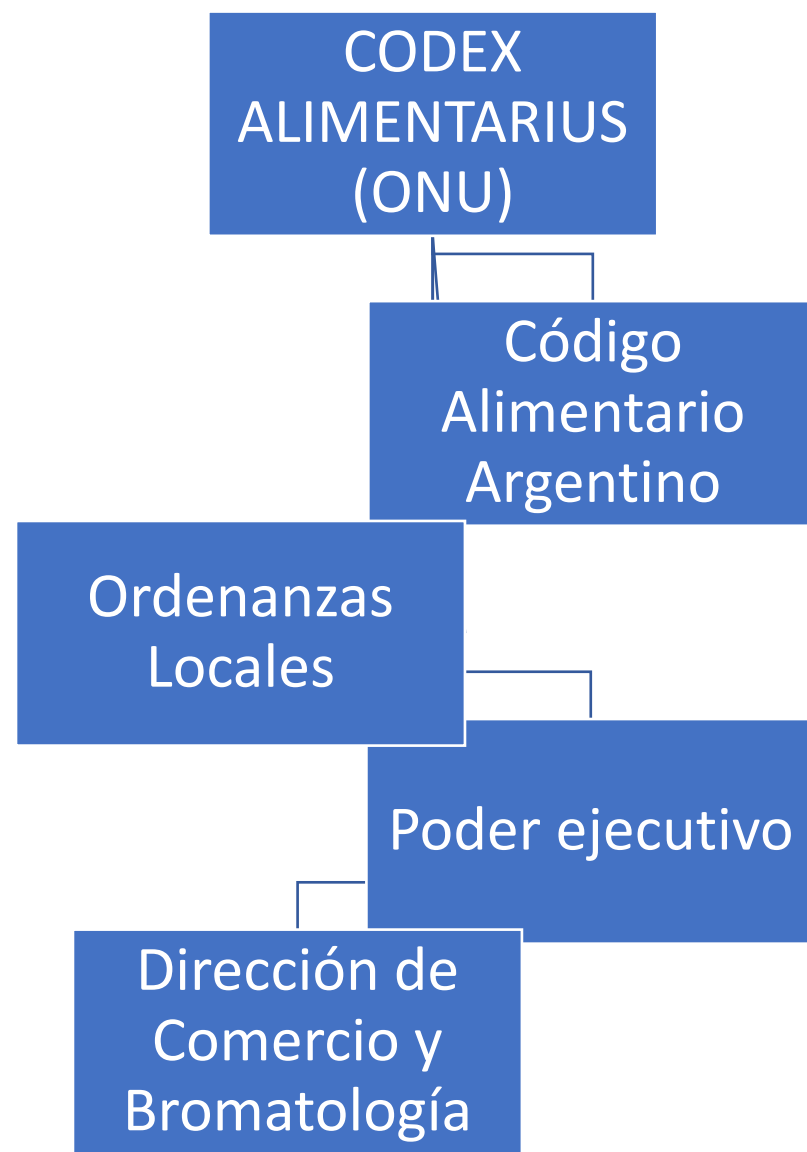 CODEX
ALIMENTARIUS
(ONU)
Código
Alimentario
Argentino
Ordenanzas
Locales
Poder ejecutivo
Dirección de
Comercio y
Bromatología